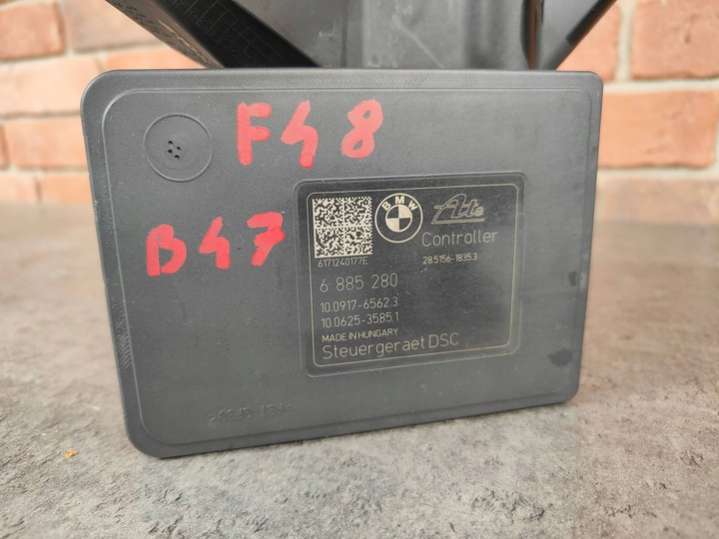 F48
B47
BMW
Ate
Controller
6171240177E
28.5156-1835.3
6 885 280
10.0917-6562.3
10.0625-3585.1
MADE IN HUNGARY
Steuergeraet DSC